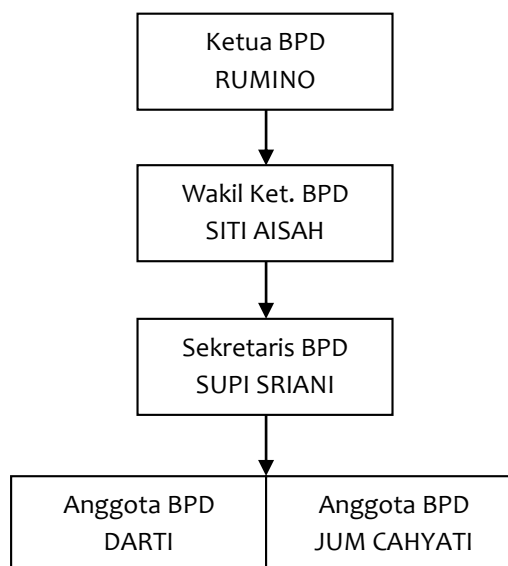 Ketua BPD
RUMINO
Wakil Ket. BPD
SITI AISAH
Sekretaris BPD
SUPI SRIANI
Anggota BPD
DARTI
Anggota BPD
JUM CAHYATI